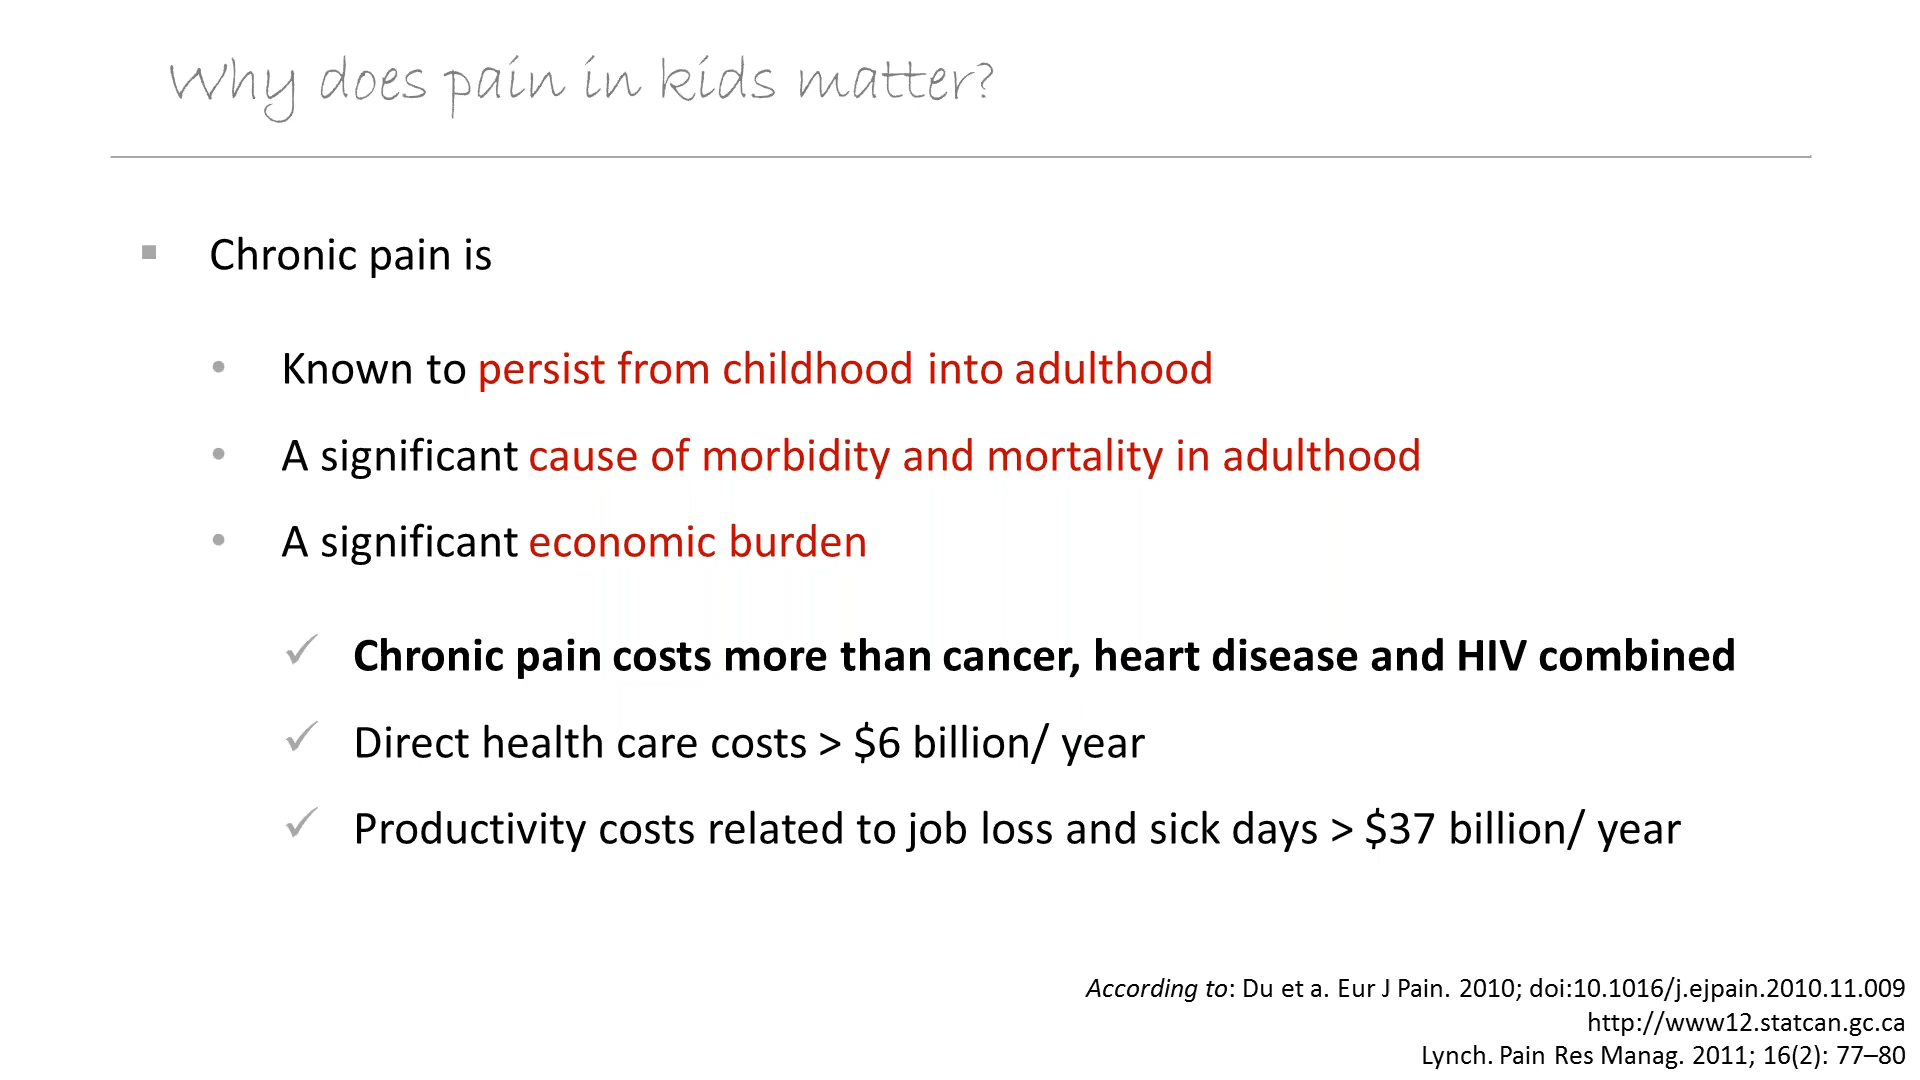 Why does pain in kids matter?
▪ Chronic pain is
• Known to persist from childhood into adulthood
• A significant cause of morbidity and mortality in adulthood
• A significant economic burden
✓ Chronic pain costs more than cancer, heart disease and HIV combined
✓ Direct health care costs > $6 billion/ year
✓ Productivity costs related to job loss and sick days > $37 billion/ year
According to: Du et a. Eur J Pain. 2010; doi:10.1016/j.ejpain.2010.11.009
http://www12.statcan.gc.ca
Lynch. Pain Res Manag. 2011; 16(2): 77–80